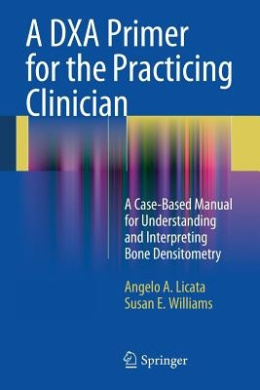 A DXA Primer
for the Practicing
Clinician
A Case-Based Manual
for Understanding
and Interpreting
Bone Densitometry
Angelo A. Licata
Susan E. Williams
Springer